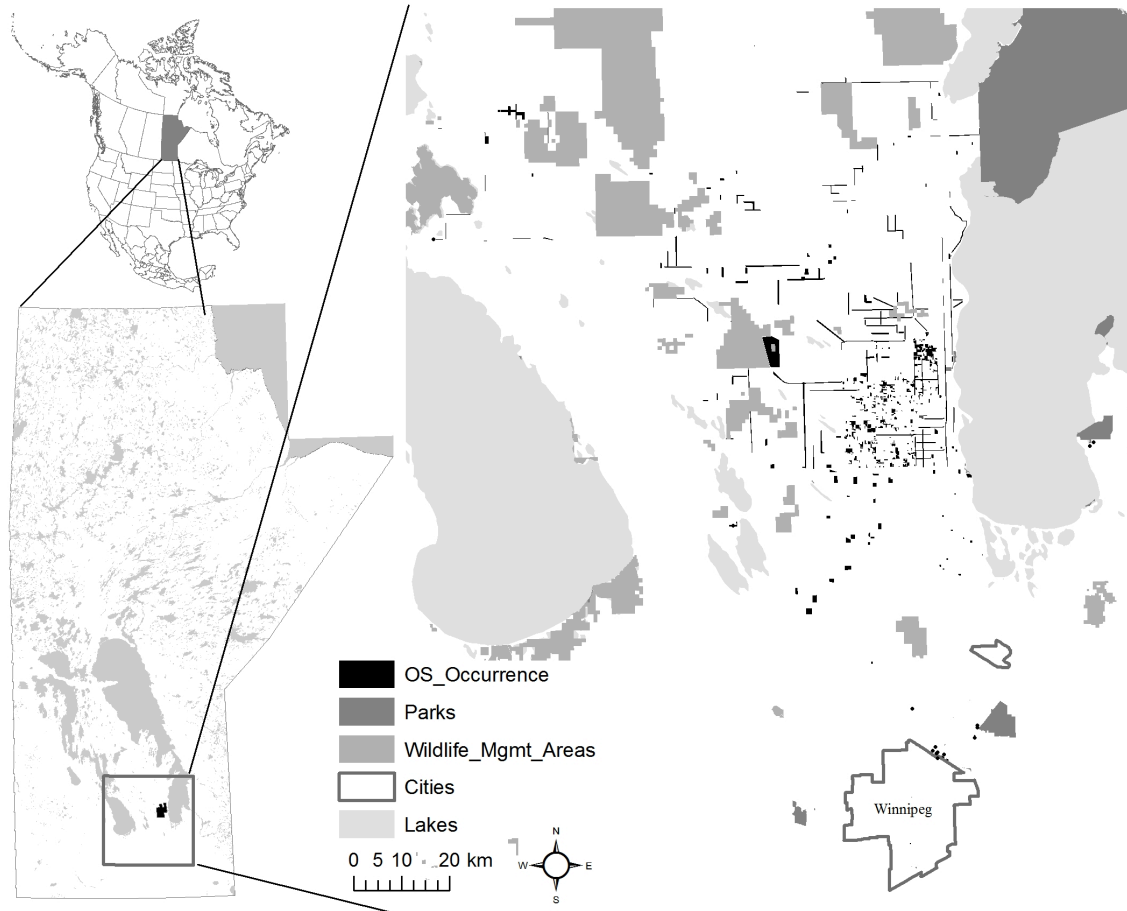 OS_Occurrence
Parks
Wildlife_Mgmt_Areas
Cities
Lakes
0 5 10 20 km
N
W E
S
Winnipeg